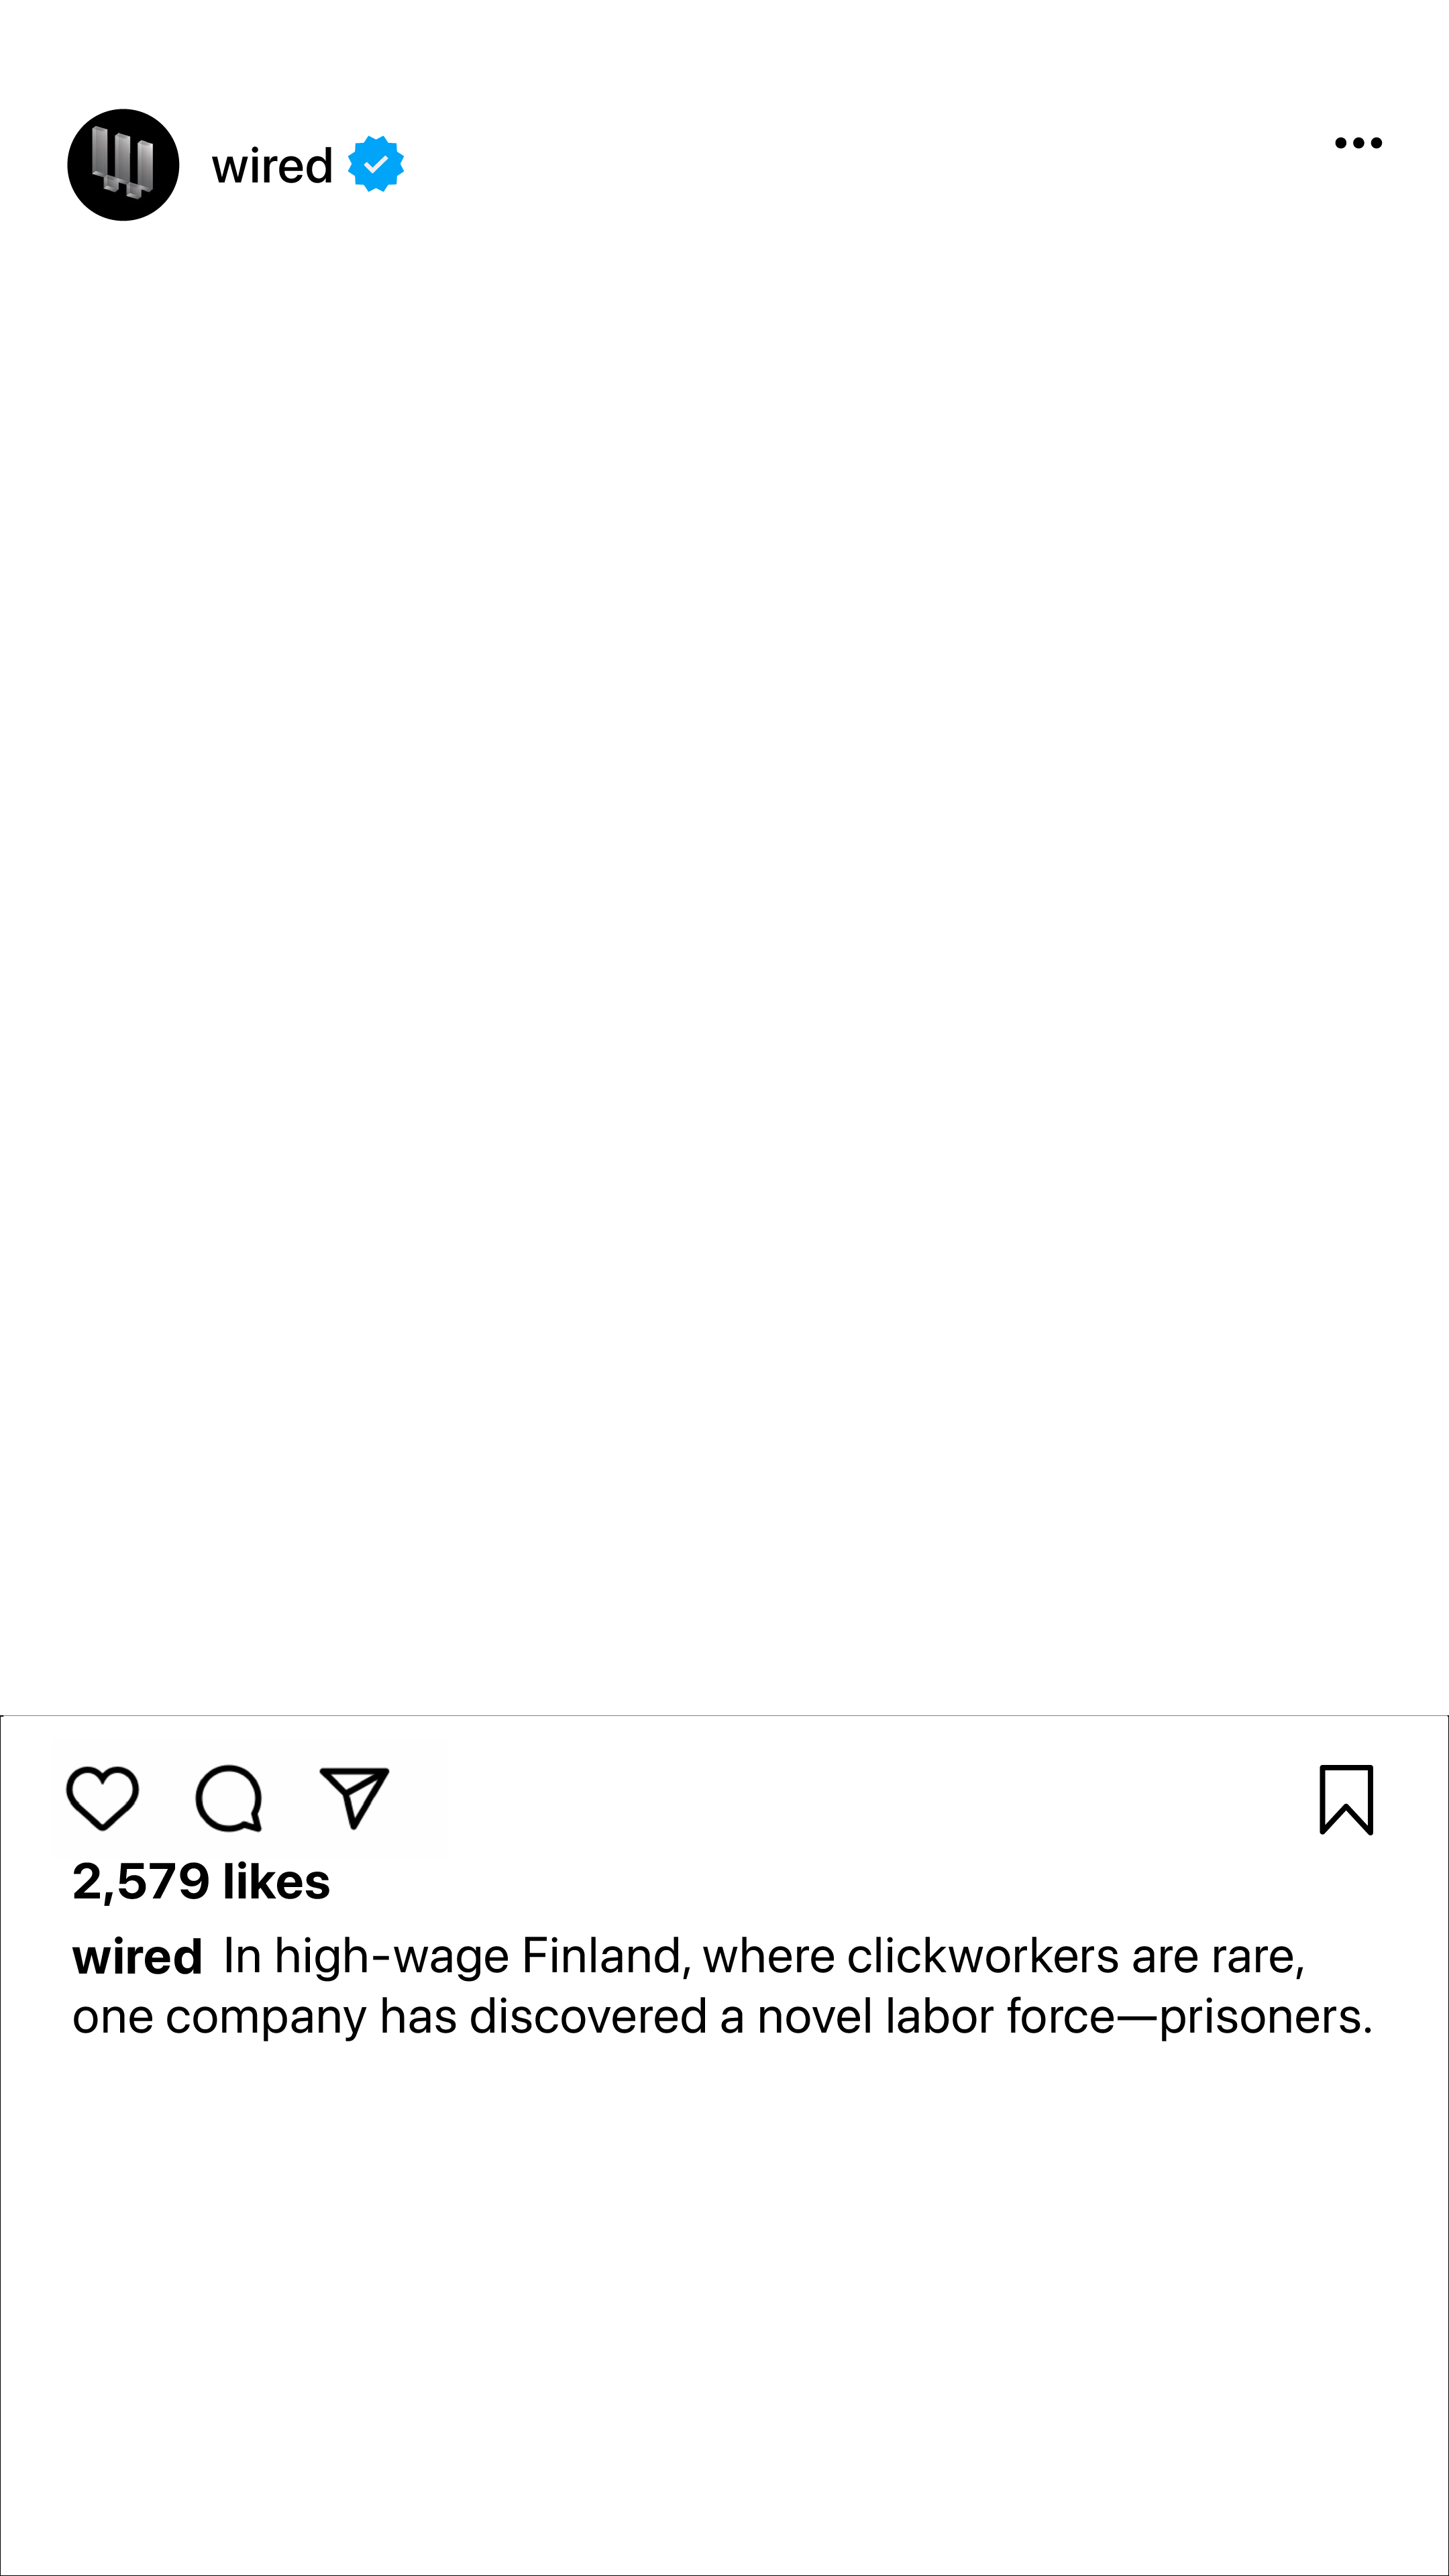 wired
2,579 likes
wired In high-wage Finland, where clickworkers are rare,
one company has discovered a novel labor force—prisoners.